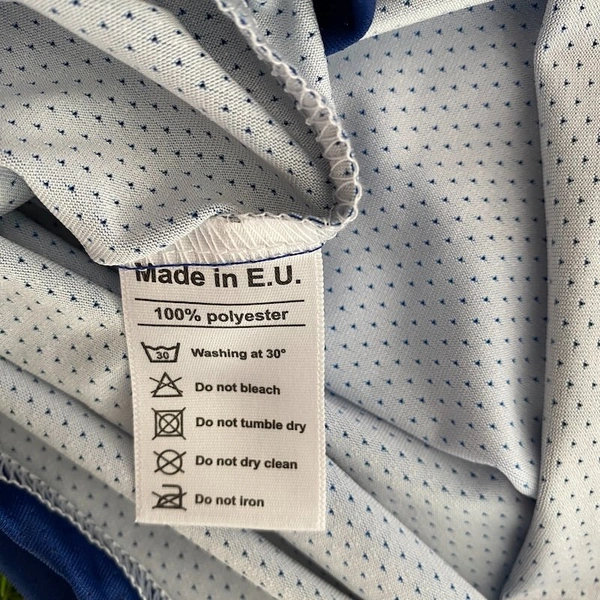 Made in E.U.
100% polyester
30 Washing at 30°
Do not bleach
Do not tumble dry
Do not dry clean
Do not iron